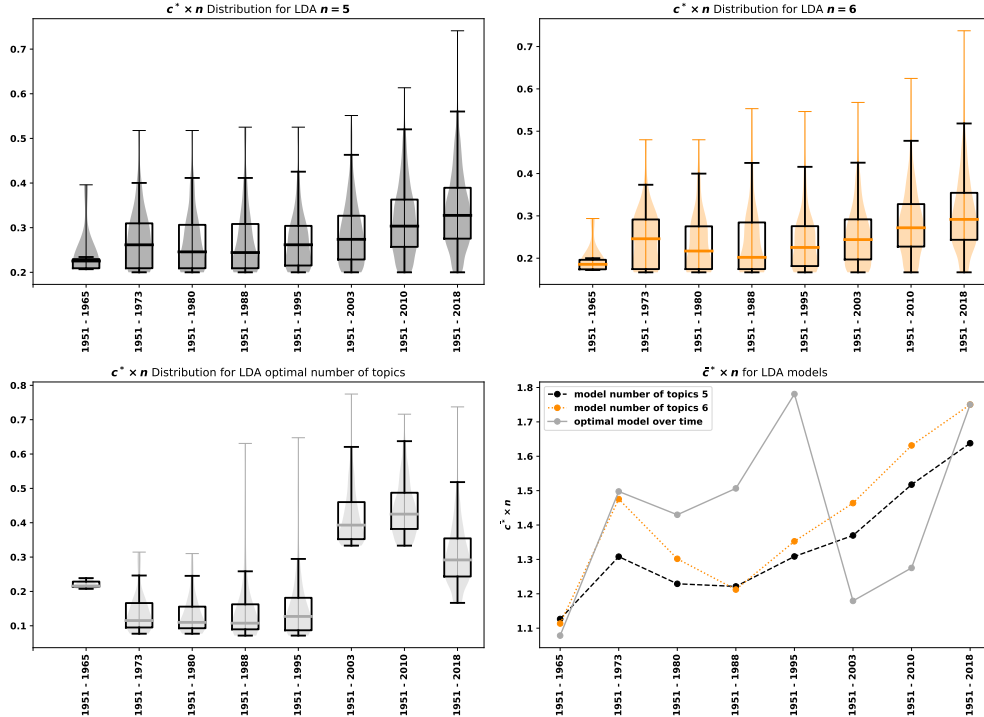 c* × n Distribution for LDA n = 5
0.7
0.6
0.5
0.4
0.3
0.2
1951 - 1965
1951 - 1973
1951 - 1980
1951 - 1988
1951 - 1995
1951 - 2003
1951 - 2010
1951 - 2018
c* × n Distribution for LDA n = 6
0.7
0.6
0.5
0.4
0.3
0.2
1951 - 1965
1951 - 1973
1951 - 1980
1951 - 1988
1951 - 1995
1951 - 2003
1951 - 2010
1951 - 2018
c* × n Distribution for LDA optimal number of topics
0.8
0.7
0.6
0.5
0.4
0.3
0.2
0.1
1951 - 1965
1951 - 1973
1951 - 1980
1951 - 1988
1951 - 1995
1951 - 2003
1951 - 2010
1951 - 2018
c̄* × n for LDA models
model number of topics 5
model number of topics 6
optimal model over time
c̄* × n
1.8
1.7
1.6
1.5
1.4
1.3
1.2
1.1
1951 - 1965
1951 - 1973
1951 - 1980
1951 - 1988
1951 - 1995
1951 - 2003
1951 - 2010
1951 - 2018